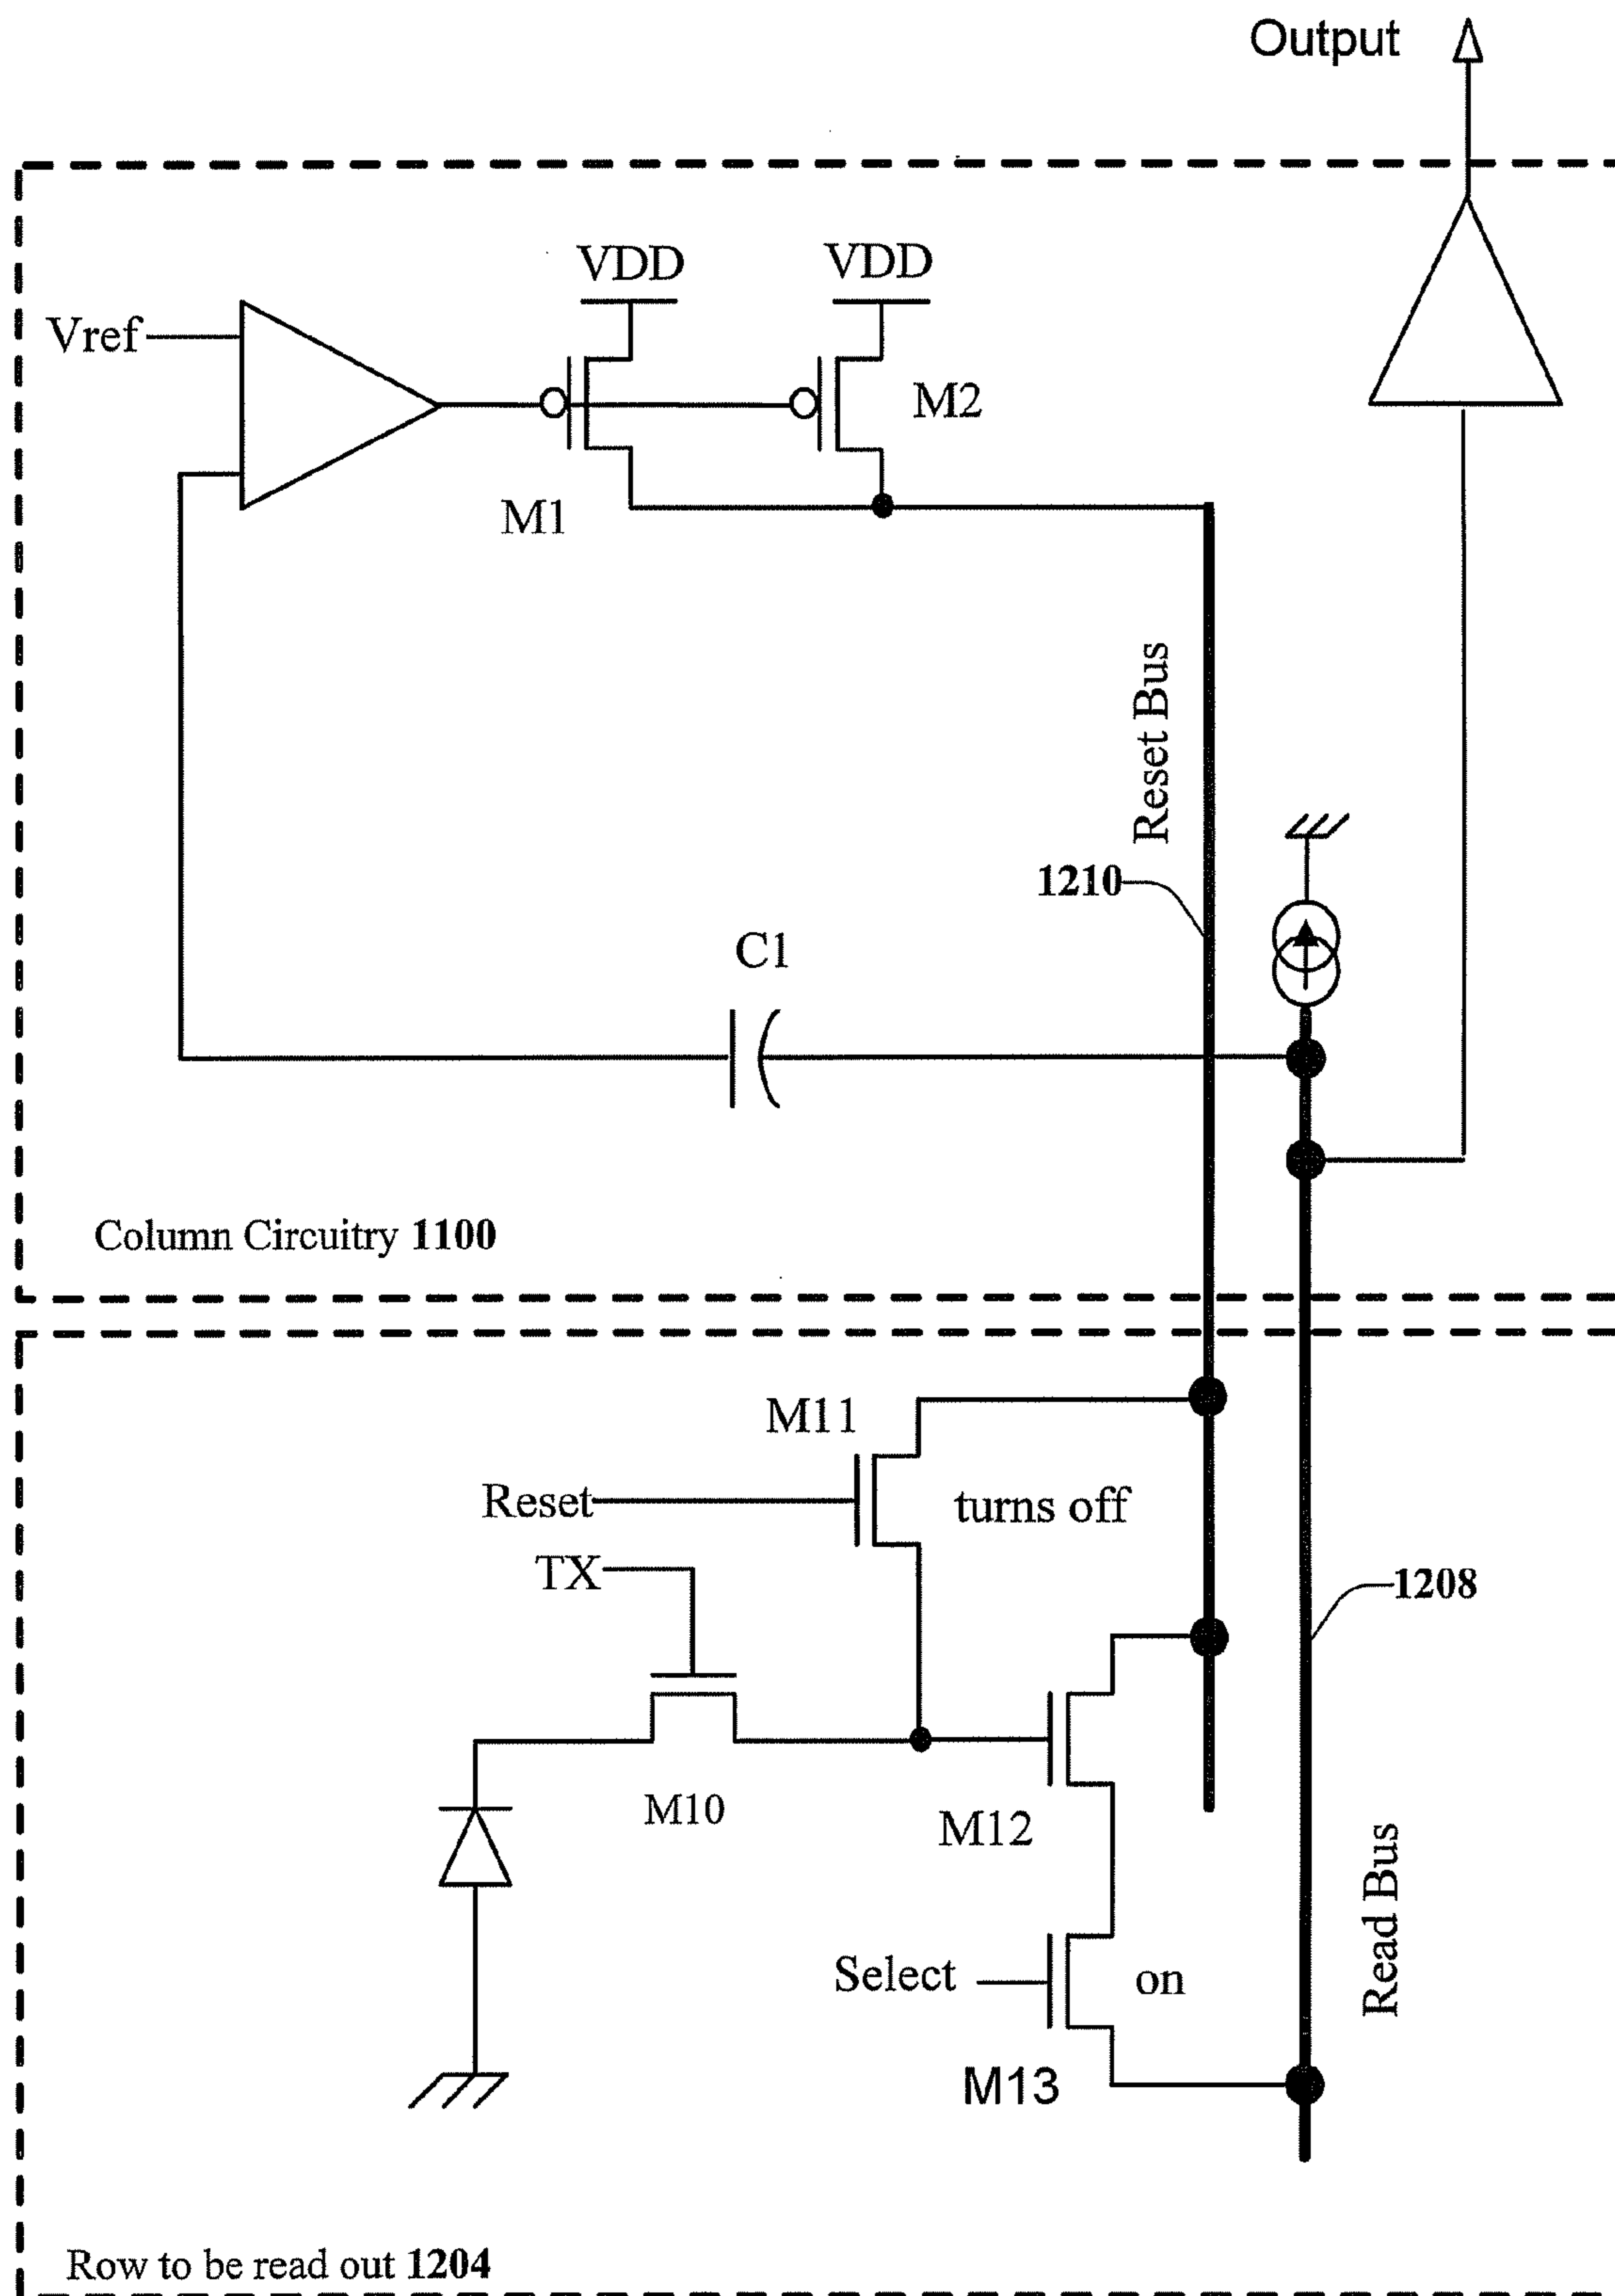 Output
VDD
VDD
Vref
M2
M1
Reset Bus
1210
C1
Column Circuitry 1100
M11
Reset
turns off
TX
1208
M10
M12
Read Bus
Select
on
M13
Row to be read out 1204